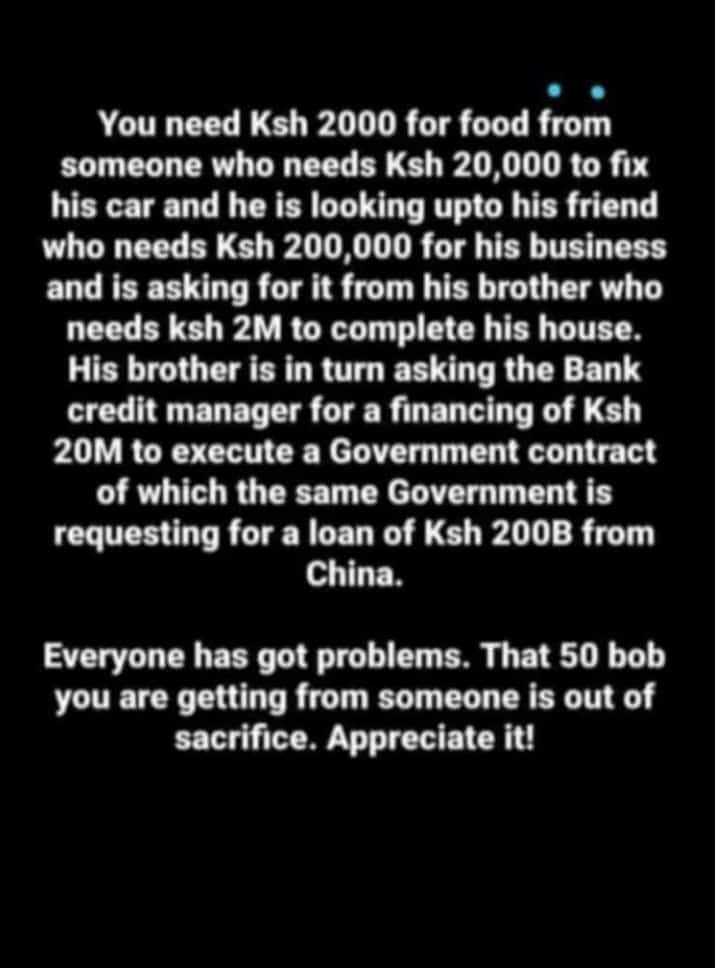 You need Ksh 2000 for food from
someone who needs Ksh 20,000 to fix
his car and he is looking upto his friend
who needs Ksh 200,000 for his business
and is asking for it from his brother who
needs ksh 2M to complete his house.
His brother is in turn asking the Bank
credit manager for a financing of Ksh
20M to execute a Government contract
of which the same Government is
requesting for a loan of Ksh 200B from
China.
Everyone has got problems. That 50 bob
you are getting from someone is out of
sacrifice. Appreciate it!